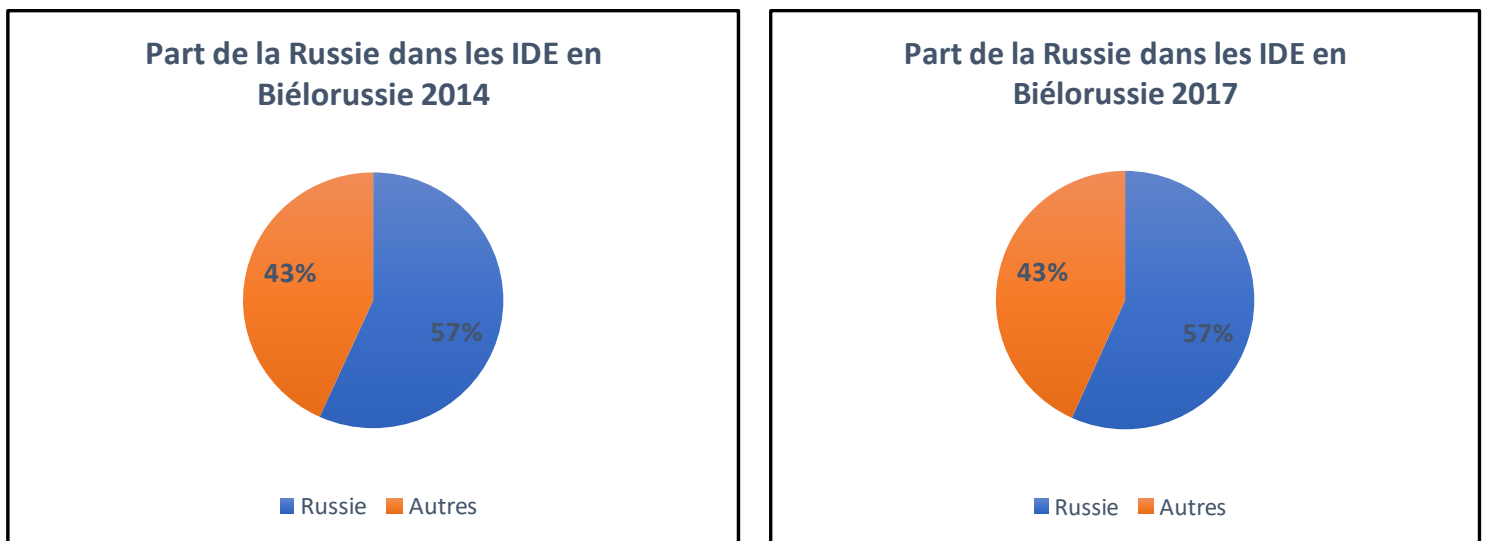 Part de la Russie dans les IDE en
Biélorussie 2014
43%
57%
Russie Autres
Part de la Russie dans les IDE en
Biélorussie 2017
43%
57%
Russie Autres